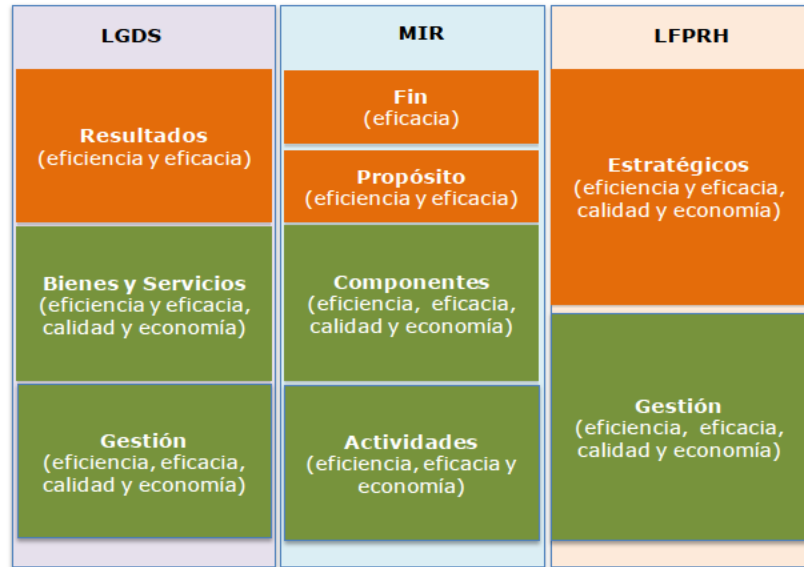 LGDS
Resultados
(eficiencia y eficacia)
Bienes y Servicios
(eficiencia y eficacia,
calidad y economía)
Gestión
(eficiencia, eficacia,
calidad y economía)
MIR
Fin
(eficacia)
Propósito
(eficiencia y eficacia)
Componentes
(eficiencia, eficacia,
calidad y economía)
Actividades
(eficiencia, eficacia y
economía)
LFPRH
Estratégicos
(eficiencia y eficacia,
calidad y economía)
Gestión
(eficiencia, eficacia,
calidad y economía)